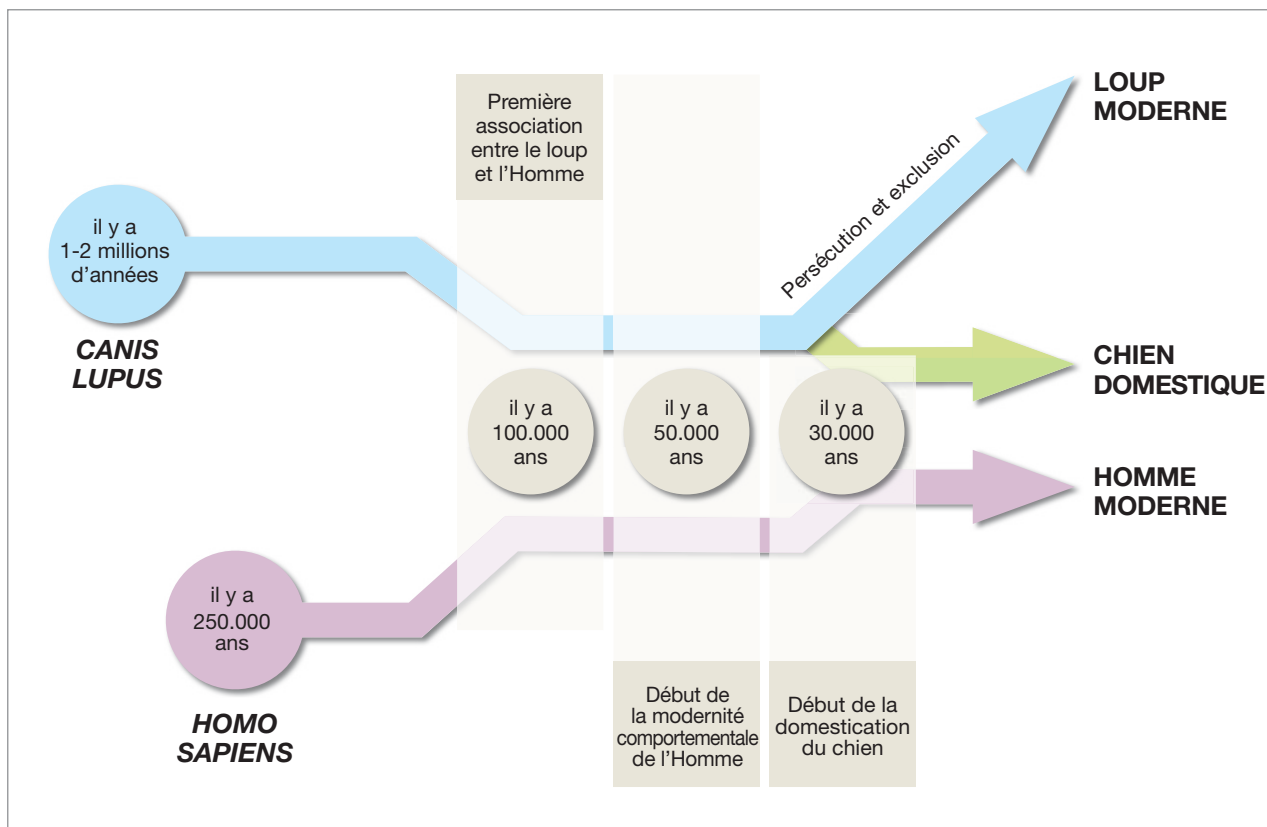 Première
association
entre le loup
et l'Homme
LOUP
MODERNE
Persécution et exclusion
il y a
1-2 millions
d'années
CANIS
LUPUS
CHIEN
DOMESTIQUE
il y a
100.000
ans
il y a
50.000
ans
il y a
30.000
ans
HOMME
MODERNE
il y a
250.000
ans
HOMO
SAPIENS
Début de
la modernité
comportementale
de l'Homme
Début de la
domestication
du chien